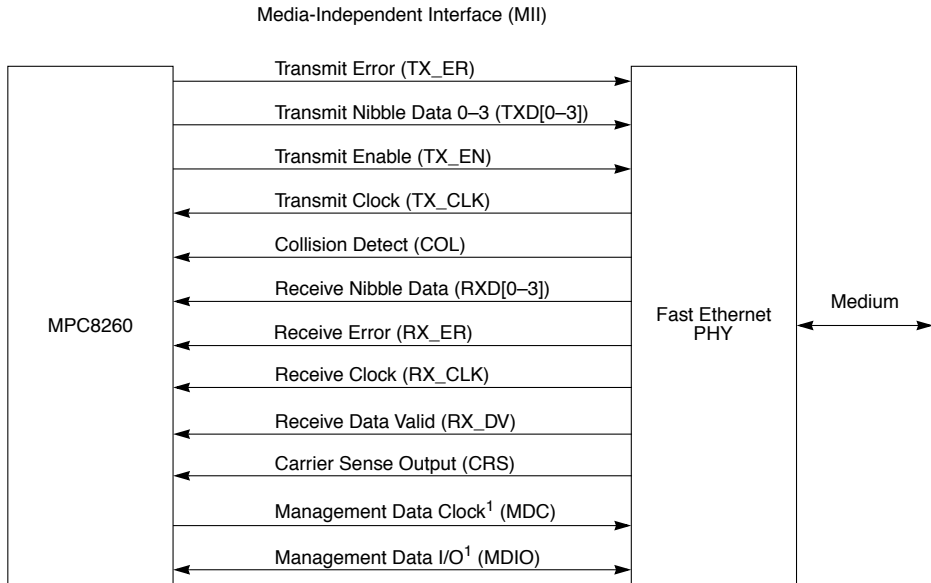 Media-Independent Interface (MII)
Transmit Error (TX_ER)
Transmit Nibble Data 0–3 (TXD[0–3])
Transmit Enable (TX_EN)
Transmit Clock (TX_CLK)
Collision Detect (COL)
Receive Nibble Data (RXD[0–3])
MPC8260
Receive Error (RX_ER)
Fast Ethernet
PHY
Medium
Receive Clock (RX_CLK)
Receive Data Valid (RX_DV)
Carrier Sense Output (CRS)
Management Data Clock¹ (MDC)
Management Data I/O¹ (MDIO)